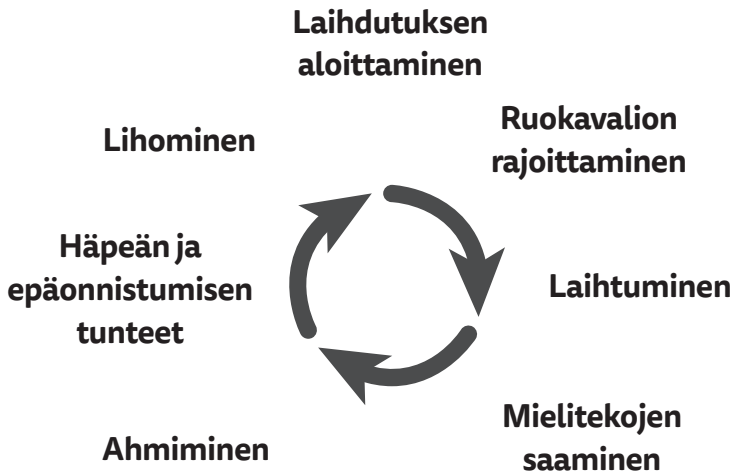 Laihdutuksen
aloittaminen
Ruokavalion
rajoittaminen
Laihtuminen
Mielitekojen
saaminen
Ahmiminen
Häpeän ja
epäonnistumisen
tunteet
Lihominen